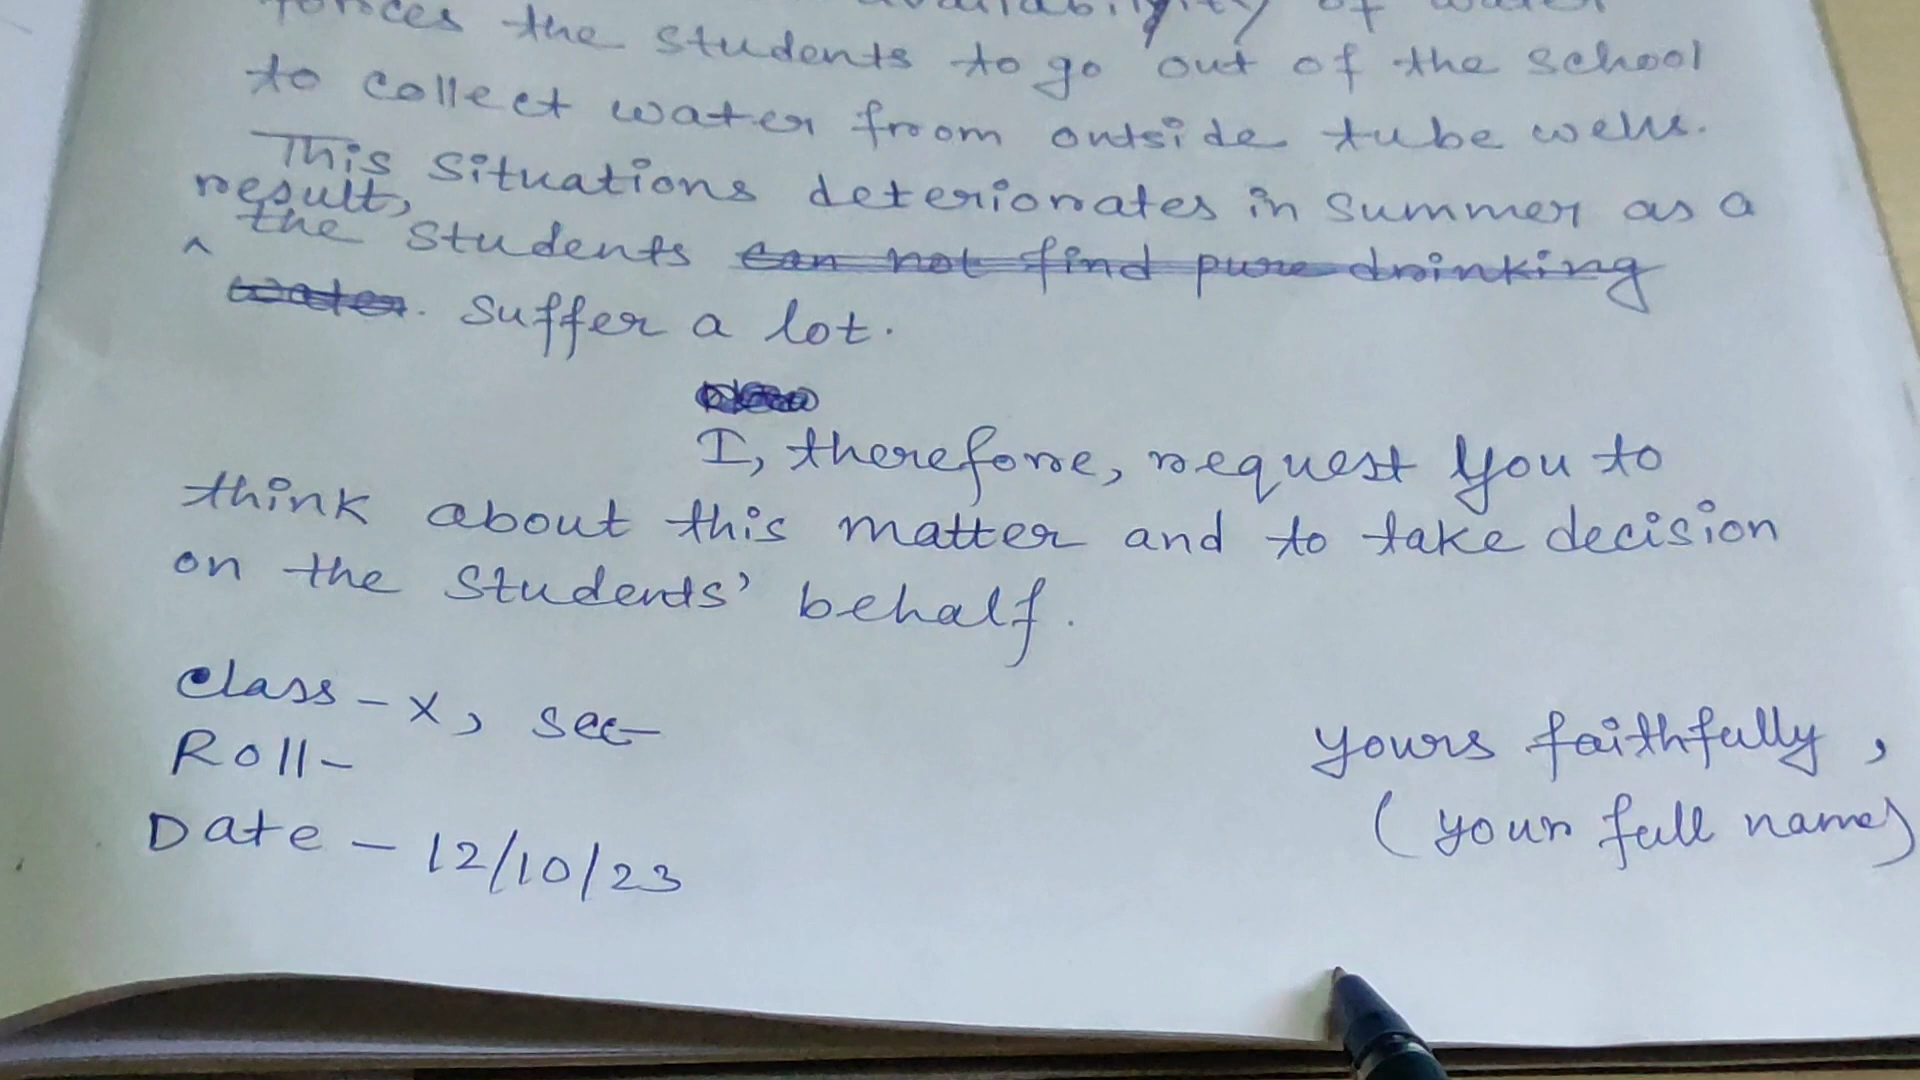 forces the students to go out of the school
to collect water from outside tube wells.
This situations deteriorates in summer as a
result,
^ the students can not find pure drinking
water. suffer a lot.
I, therefore, request you to
think about this matter and to take decision
on the students' behalf.
Class - X, sec-
Roll-
Date - 12/10/23
yours faithfully,
(your full name)